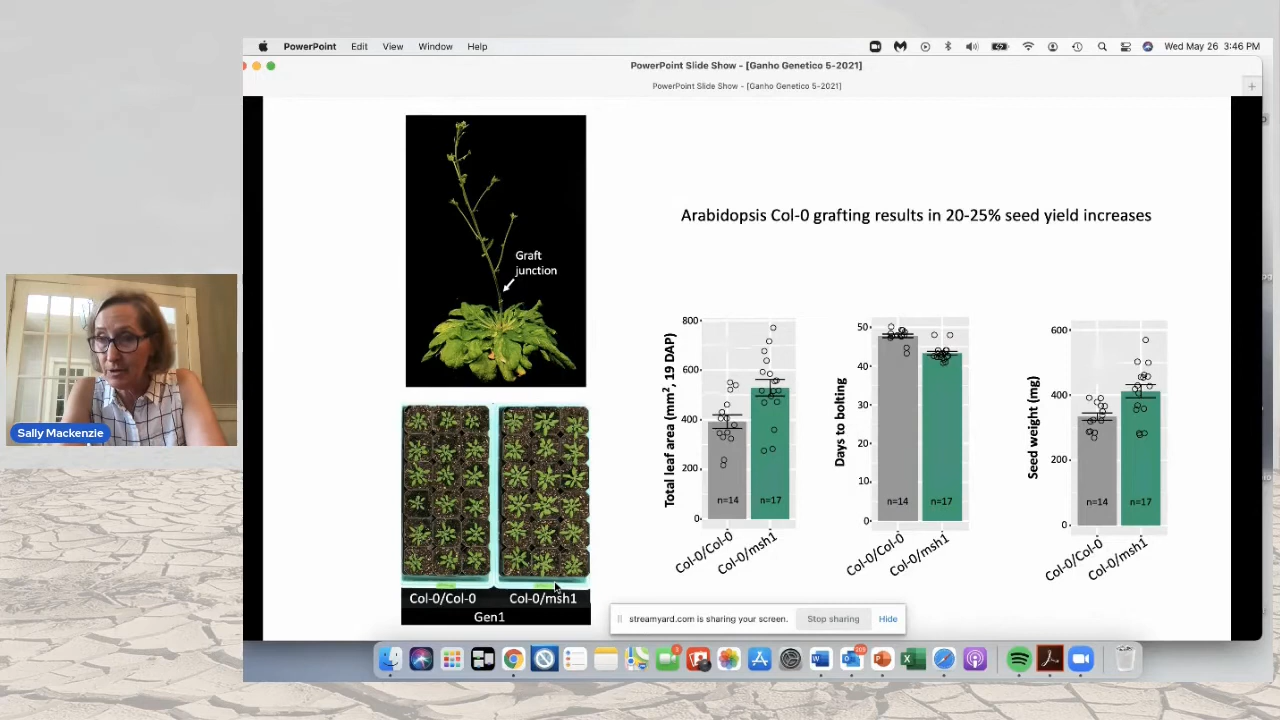 PowerPoint Edit View Window Help
Wed May 26 3:46 PM
PowerPoint Slide Show - [Ganho Genetico 5-2021]
PowerPoint Slide Show - [Ganho Genetico 5-2021]
Arabidopsis Col-0 grafting results in 20-25% seed yield increases
Graft
junction
Sally Mackenzie
Col-0/Col-0 Col-0/msh1
Gen1
Total leaf area (mm², 19 DAP)
800
600
400
200
0
n=14 n=17
Col-0/Col-0 Col-0/msh1
Days to bolting
50
40
30
20
10
0
n=14 n=17
Col-0/Col-0 Col-0/msh1
Seed weight (mg)
600
400
200
0
n=14 n=17
Col-0/Col-0 Col-0/msh1
streamyard.com is sharing your screen. Stop sharing Hide